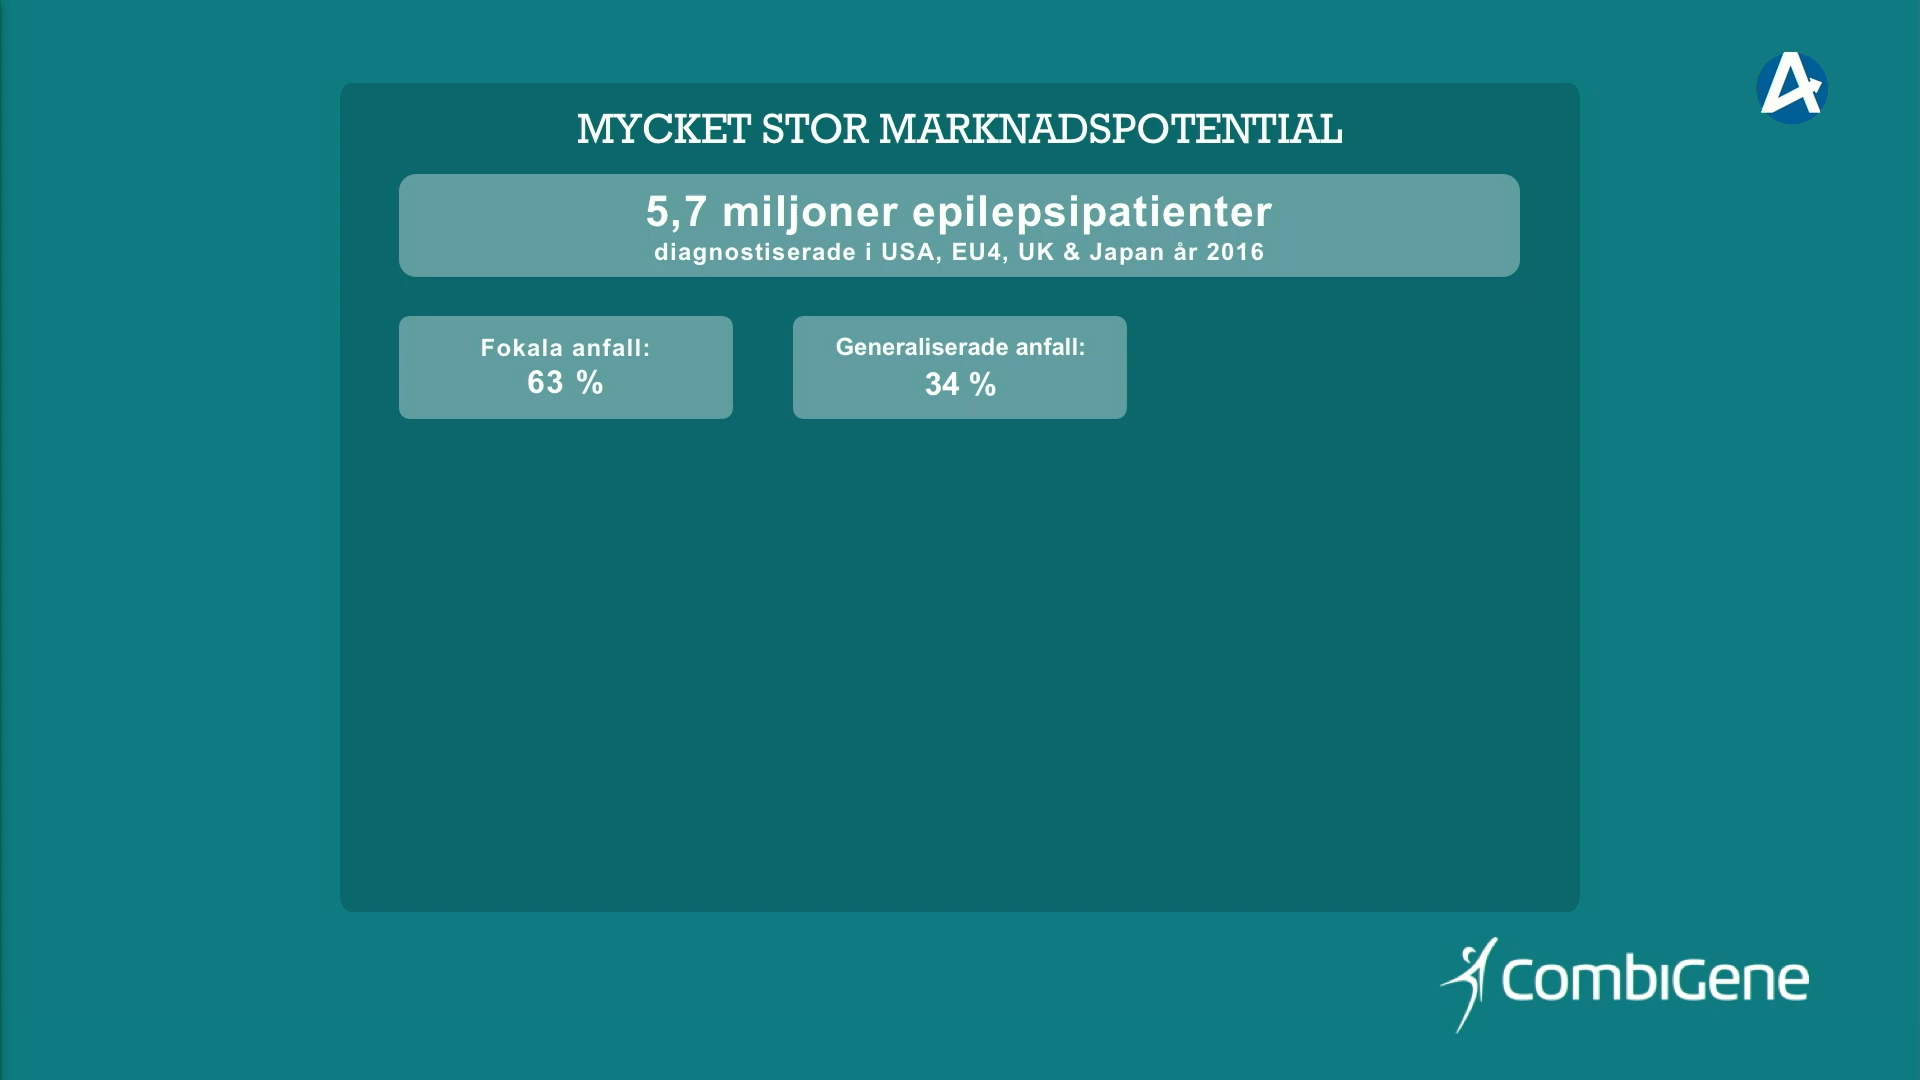 MYCKET STOR MARKNADSPOTENTIAL
5,7 miljoner epilepsipatienter
diagnostiserade i USA, EU4, UK & Japan år 2016
Fokala anfall:
63 %
Generaliserade anfall:
34 %
CombiGene